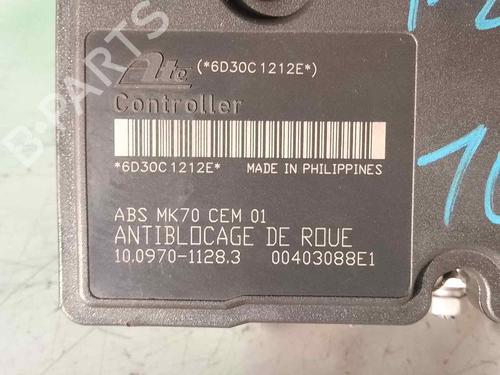 Ate (*6D30C1212E*)
Controller
*6D30C1212E* MADE IN PHILIPPINES
ABS MK70 CEM 01
ANTIBLOCAGE DE ROUE
10.0970-1128.3 00403088E1
B-PARTS